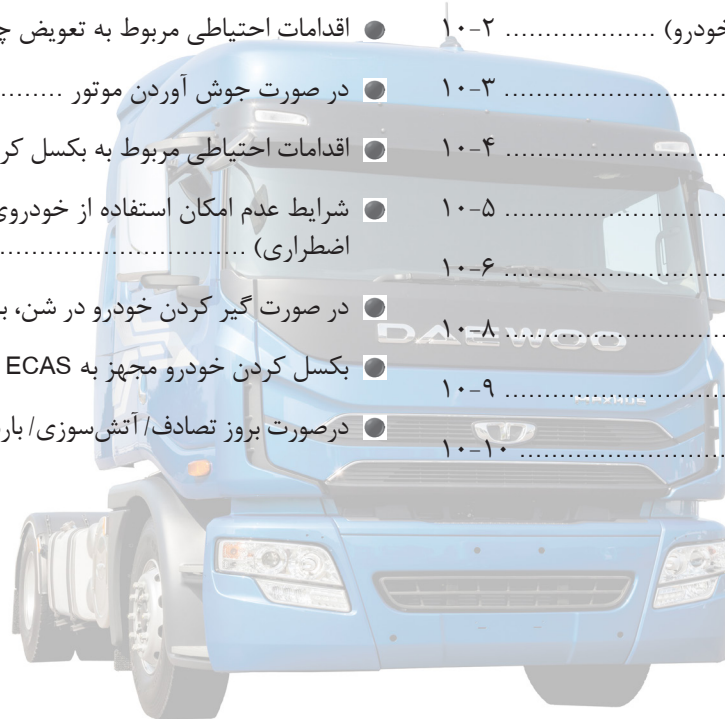 خودرو) .................. ۱۰-۲
.......................... ۱۰-۳
.......................... ۱۰-۴
.......................... ۱۰-۵
.......................... ۱۰-۶
.......................... ۱۰-۸
.......................... ۱۰-۹
.......................... ۱۰-۱۰
اقدامات احتیاطی مربوط به تعویض
در صورت جوش آوردن موتور ........
اقدامات احتیاطی مربوط به بکسل
شرایط عدم امکان استفاده از خودروی
اضطراری) ..............................
در صورت گیر کردن خودرو در شن،
بکسل کردن خودرو مجهز به ECAS
درصورت بروز تصادف/ آتش‌سوزی/
DAEWOO